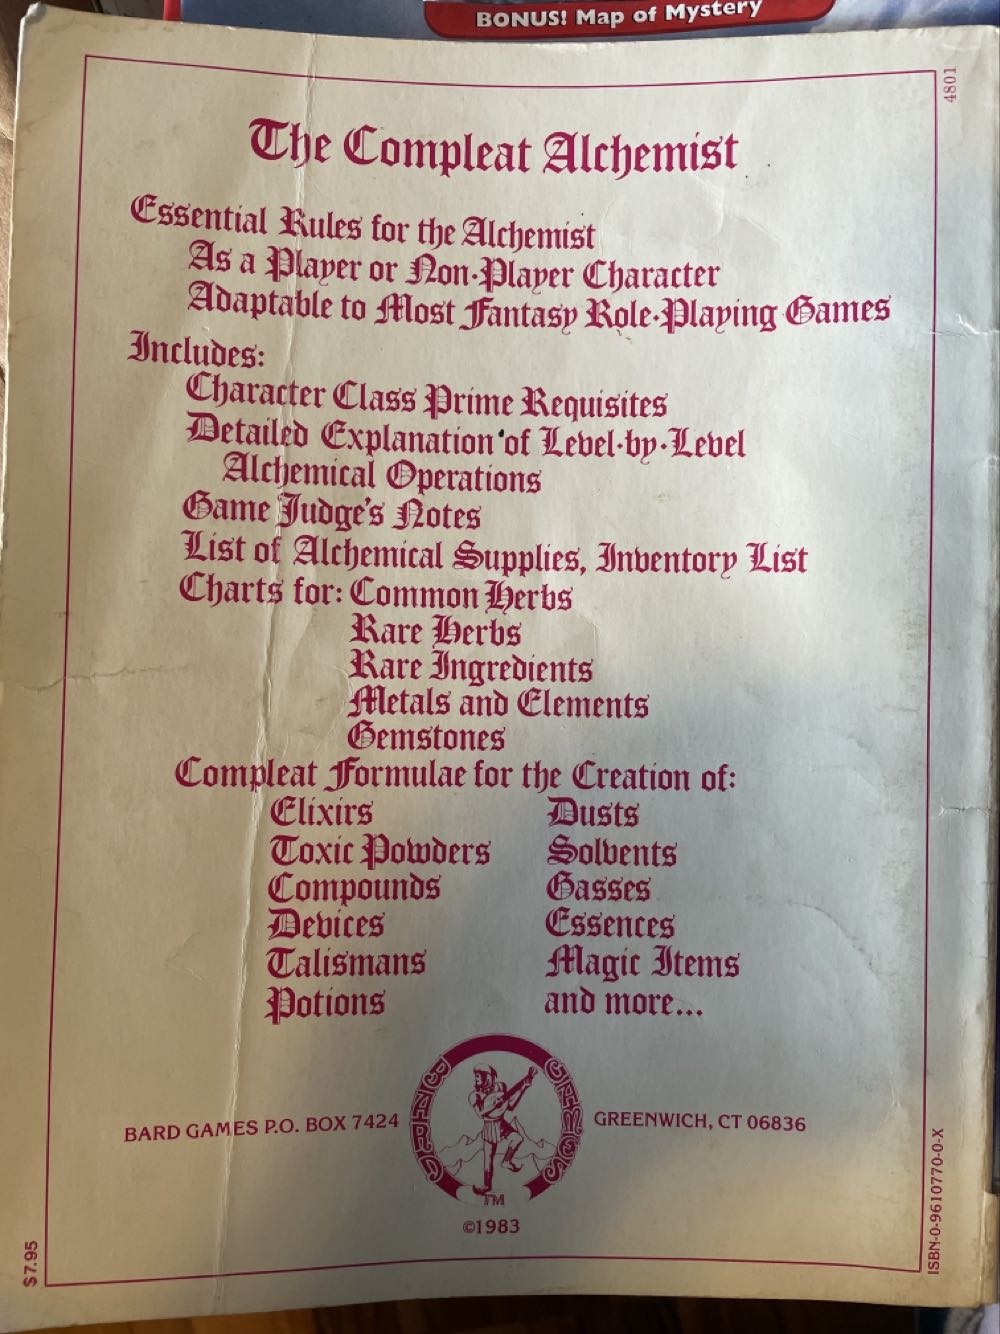 BONUS! Map of Mystery
4801
The Compleat Alchemist
Essential Rules for the Alchemist
As a Player or Non-Player Character
Adaptable to Most Fantasy Role-Playing Games
Includes:
Character Class Prime Requisites
Detailed Explanation of Level-by-Level
Alchemical Operations
Game Judge's Notes
List of Alchemical Supplies, Inventory List
Charts for: Common Herbs
Rare Herbs
Rare Ingredients
Metals and Elements
Gemstones
Compleat Formulae for the Creation of:
Elixirs Dusts
Toxic Powders Solvents
Compounds Gasses
Devices Essences
Talismans Magic Items
Potions and more...
BARD GAMES P.O. BOX 7424 GREENWICH, CT 06836
BARD GAMES
TM
©1983
$7.95
ISBN-0-9610770-0-X